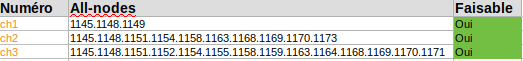 Numéro All-nodes Faisable
ch1 1145.1148.1149 Oui
ch2 1145.1148.1151.1154.1158.1163.1168.1169.1170.1173 Oui
ch3 1145.1148.1151.1152.1154.1155.1158.1159.1163.1164.1168.1169.1170.1171 Oui